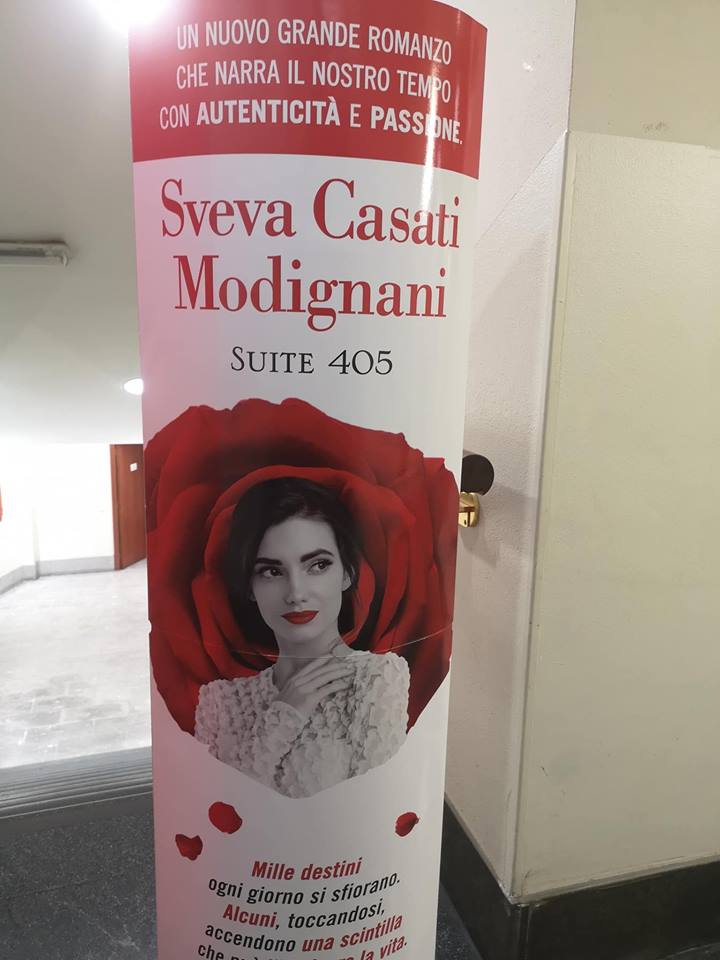 UN NUOVO GRANDE ROMANZO
CHE NARRA IL NOSTRO TEMPO
CON AUTENTICITÀ E PASSIONE.
Sveva Casati
Modignani
SUITE 405
Mille destini
ogni giorno si sfiorano.
Alcuni, toccandosi,
accendono una scintilla
che la vita.